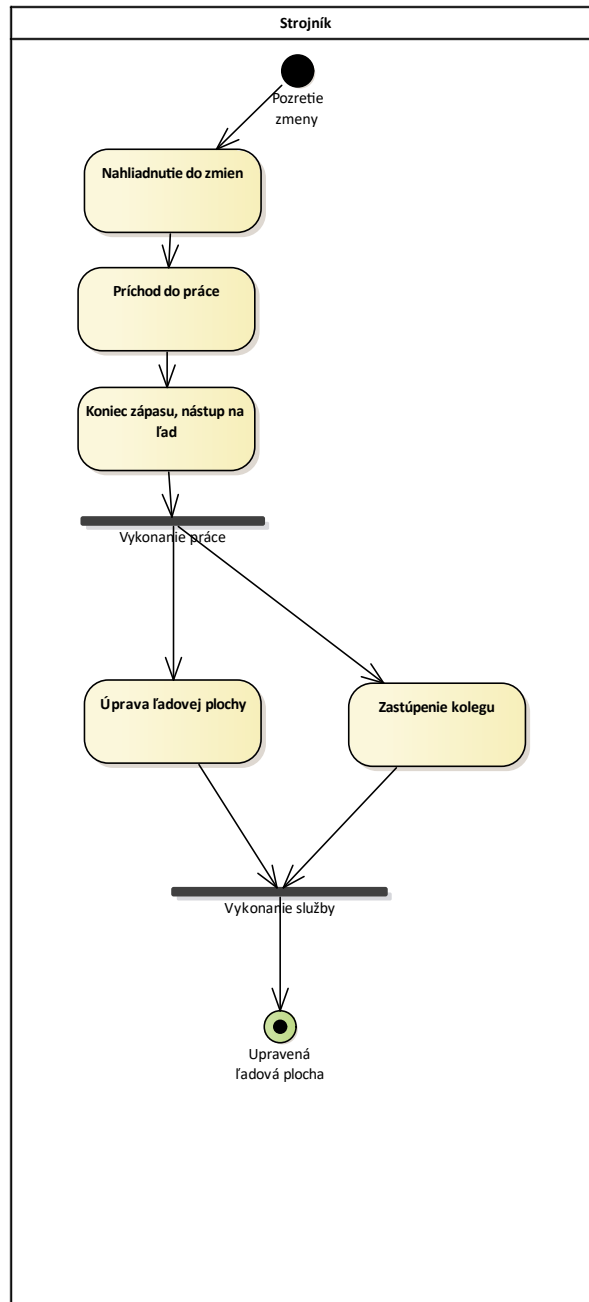 Strojník
Pozretie
zmeny
Nahliadnutie do zmien
Príchod do práce
Koniec zápasu, nástup na
ľad
Vykonanie práce
Úprava ľadovej plochy
Zastúpenie kolegu
Vykonanie služby
Upravená
ľadová plocha